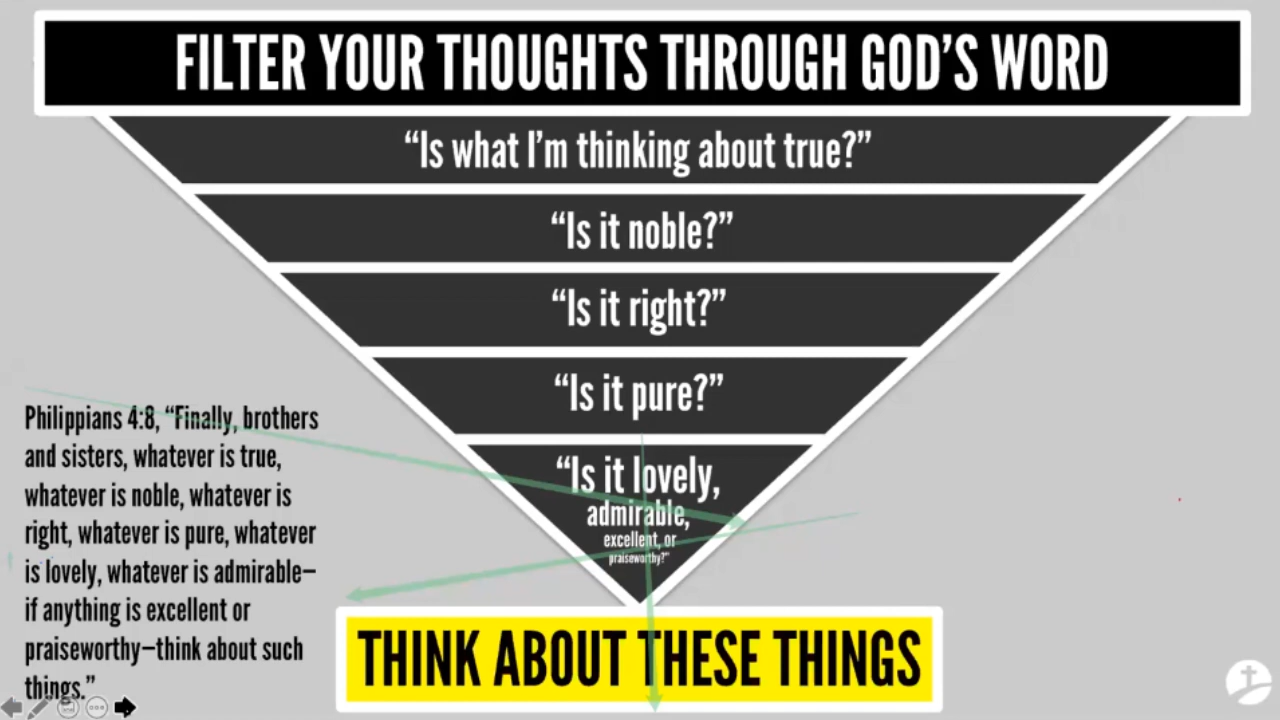 FILTER YOUR THOUGHTS THROUGH GOD’S WORD
“Is what I’m thinking about true?”
“Is it noble?”
“Is it right?”
“Is it pure?”
“Is it lovely,
admirable,
excellent, or
praiseworthy?”
Philippians 4:8, “Finally, brothers
and sisters, whatever is true,
whatever is noble, whatever is
right, whatever is pure, whatever
is lovely, whatever is admirable—
if anything is excellent or
praiseworthy—think about such
things.”
THINK ABOUT THESE THINGS